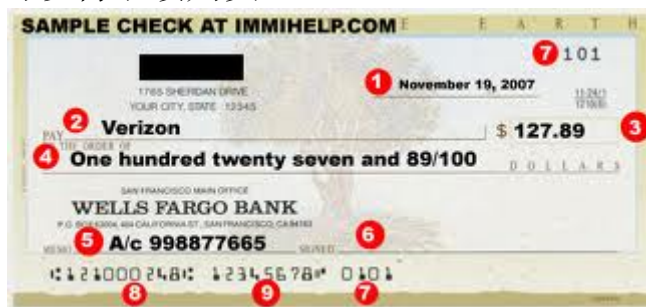 SAMPLE CHECK AT IMMIHELP.COM E E A R T H
7 101
1765 SHERIDAN DRIVE
1 November 19, 2007
YOUR CITY, STATE 12345
11-24/1
1210(8)
2 Verizon $ 127.89 3
PAY
THE ORDER OF
4 One hundred twenty seven and 89/100 DOLLARS
SAN FRANCISCO MAIN OFFICE
WELLS FARGO BANK
SAN FRANCISCO, CA
MEMO 5 A/c 998877665 SIGNED 6
⑆121000248⑆ 12345678⑈ 0101
8 9 7